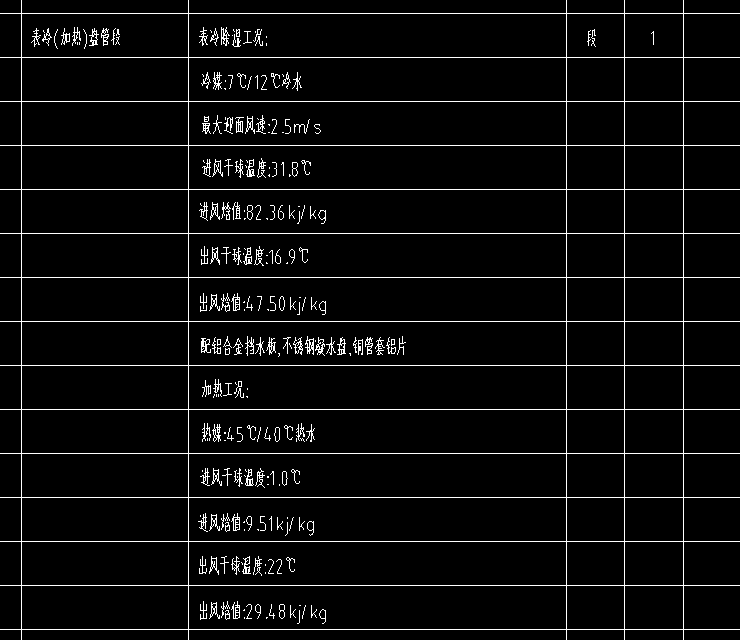 表冷(加热)盘管段 表冷除湿工况: 段 1
冷媒:7℃/12℃冷水
最大迎面风速:2.5m/s
进风干球温度:31.8℃
进风焓值:82.36kj/kg
出风干球温度:16.9℃
出风焓值:47.50kj/kg
配铝合金挡水板,不锈钢凝水盘,铜管套铝片
加热工况:
热媒:45℃/40℃热水
进风干球温度:1.0℃
进风焓值:9.51kj/kg
出风干球温度:22℃
出风焓值:29.48kj/kg